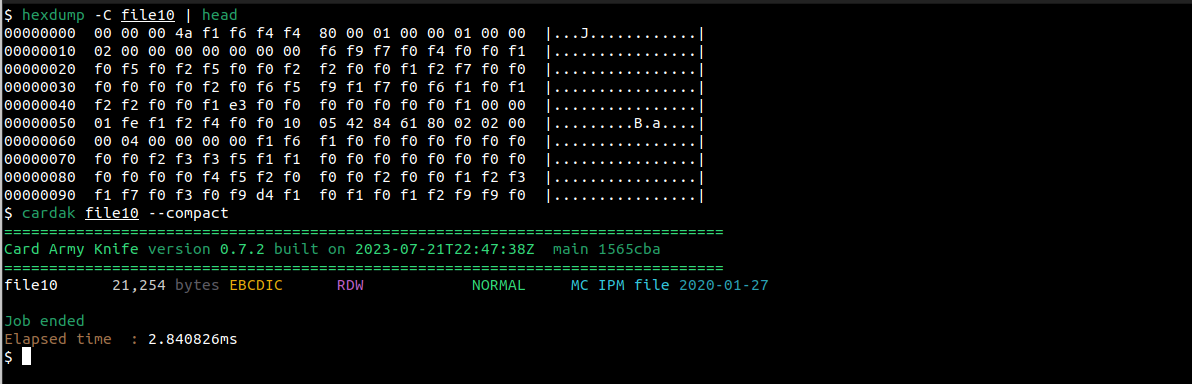 $ hexdump -C file10 | head
00000000  00 00 00 4a f1 f6 f4 f4  80 00 01 00 00 01 00 00  |...J............|
00000010  02 00 00 00 00 00 00 00  f6 f9 f7 f0 f4 f0 f0 f1  |................|
00000020  f0 f5 f0 f2 f5 f0 f0 f2  f2 f0 f0 f1 f2 f7 f0 f0  |................|
00000030  f0 f0 f0 f0 f2 f0 f6 f5  f9 f1 f7 f0 f6 f1 f0 f1  |................|
00000040  f2 f2 f0 f0 f1 e3 f0 f0  f0 f0 f0 f0 f0 f1 00 00  |................|
00000050  01 fe f1 f2 f4 f0 f0 10  05 42 84 61 80 02 02 00  |.........B.a....|
00000060  00 04 00 00 00 00 f1 f6  f1 f0 f0 f0 f0 f0 f0 f0  |................|
00000070  f0 f0 f2 f3 f3 f5 f1 f1  f0 f0 f0 f0 f0 f0 f0 f0  |................|
00000080  f0 f0 f0 f0 f4 f5 f2 f0  f0 f0 f2 f0 f0 f1 f2 f3  |................|
00000090  f1 f7 f0 f3 f0 f9 d4 f1  f0 f1 f0 f1 f2 f9 f9 f0  |................|
$ cardak file10 --compact
================================================================================
Card Army Knife version 0.7.2 built on 2023-07-21T22:47:38Z  main 1565cba
================================================================================
file10      21,254 bytes EBCDIC      RDW            NORMAL     MC IPM file 2020-01-27
Job ended
Elapsed time  : 2.840826ms
$